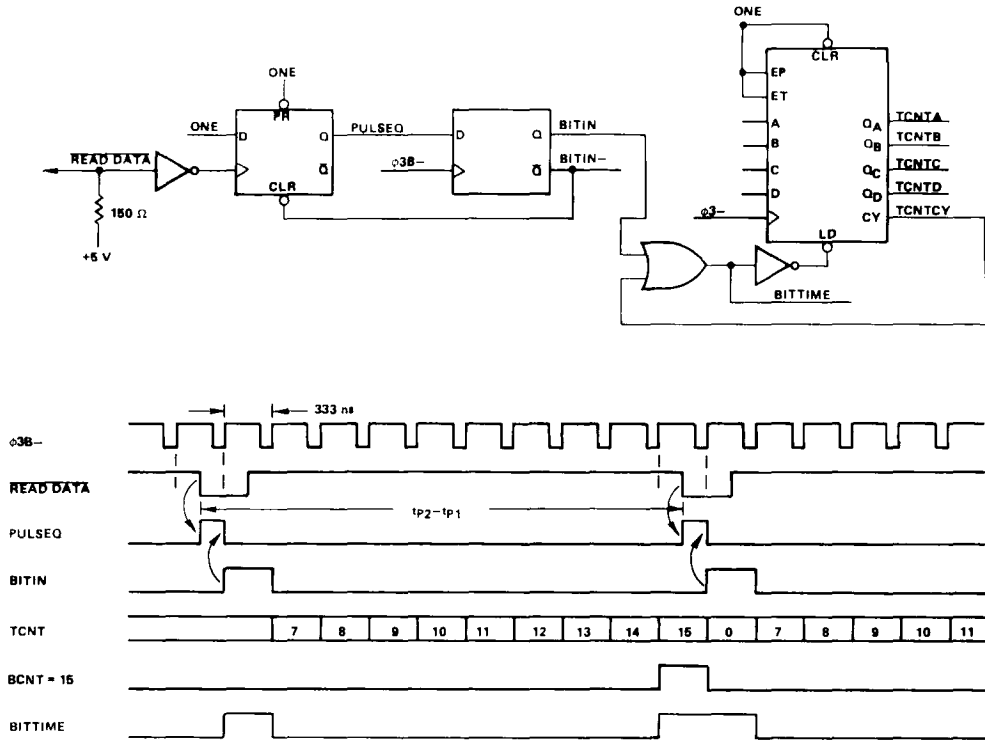 ONE
CLR
EP
ET
A
B
C
D
QA
QB
QC
QD
CY
LD
TCNTA
TCNTB
TCNTC
TCNTD
TCNTCY
ϕ3–
ONE
PR
ONE
D
Q
Q̅
CLR
PULSEQ
D
Q
Q̅
ϕ3B–
BITIN
BITIN–
READ DATA
150 Ω
+5 V
BITTIME
333 ns
ϕ3B–
READ DATA
tP2–tP1
PULSEQ
BITIN
TCNT 7 8 9 10 11 12 13 14 15 0 7 8 9 10 11
BCNT = 15
BITTIME